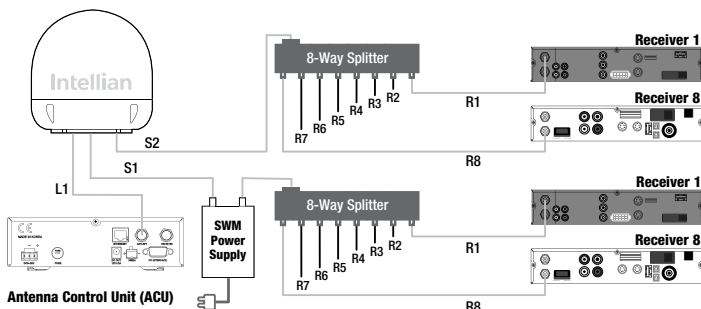 Intellian
S2
S1
L1
8-Way Splitter
R7
R6
R5
R4
R3
R2
R1
R8
Receiver 1
Receiver 8
SWM
Power
Supply
8-Way Splitter
R7
R6
R5
R4
R3
R2
R1
R8
Receiver 1
Receiver 8
CE
MADE IN KOREA
Antenna Control Unit (ACU)